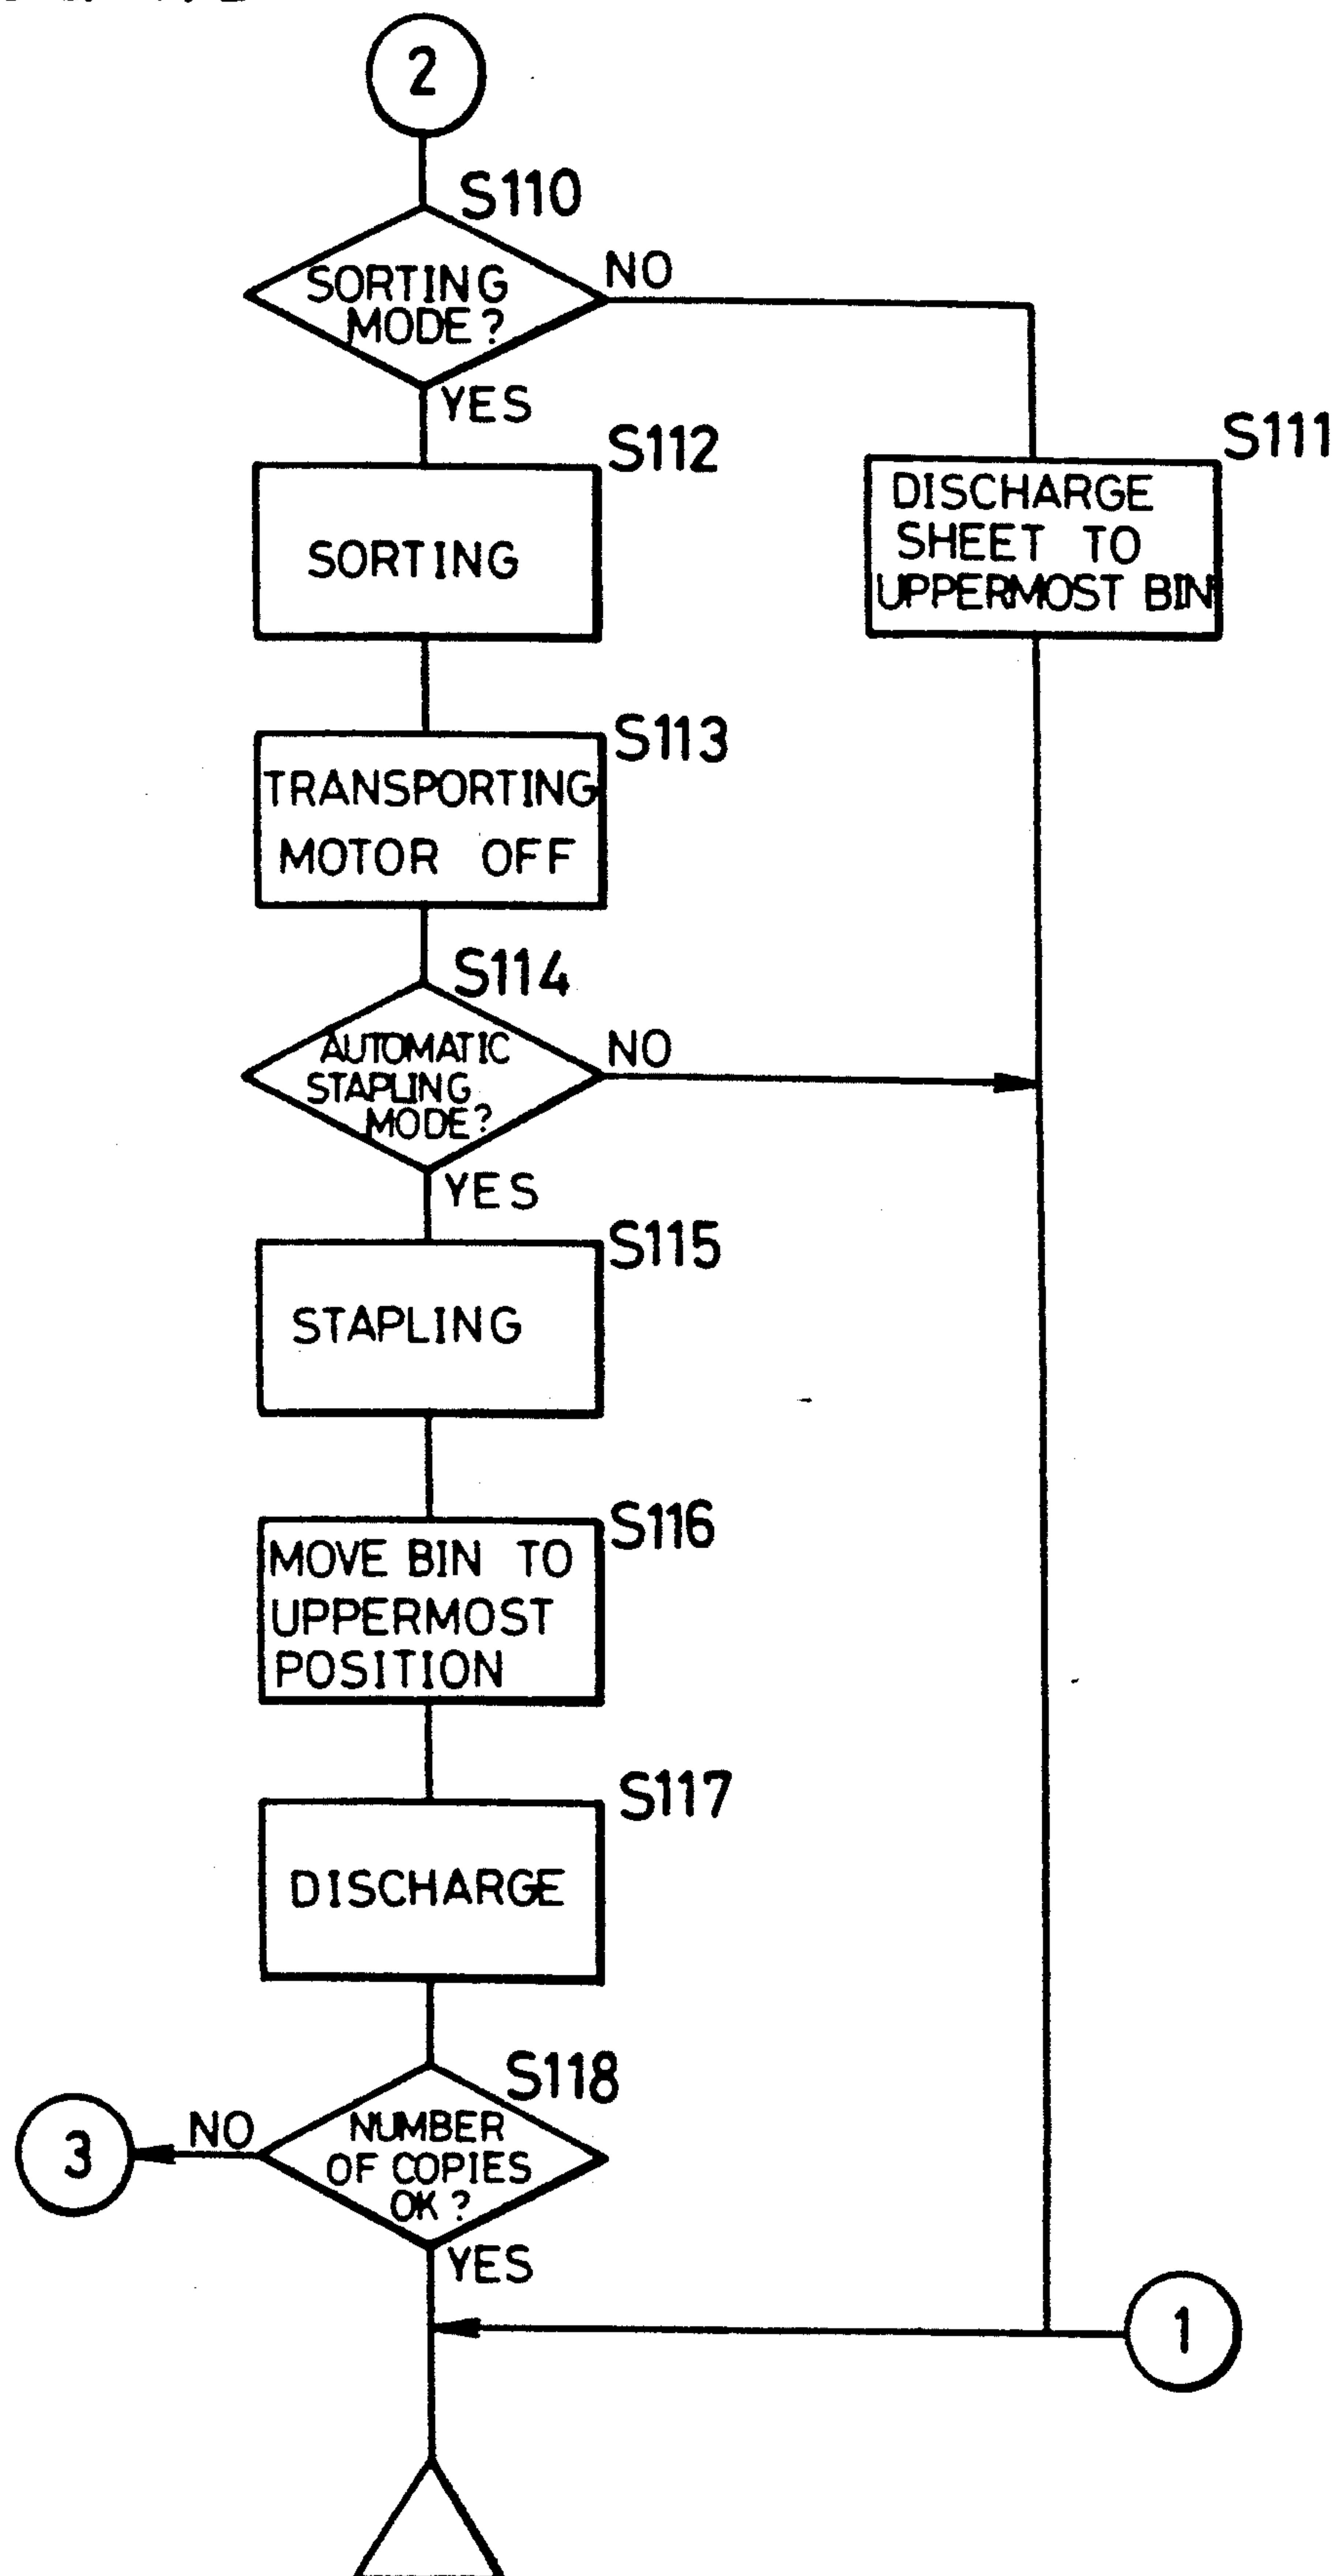 2
S110
SORTING
MODE?
NO
YES
S112
SORTING
S111
DISCHARGE
SHEET TO
UPPERMOST BIN
S113
TRANSPORTING
MOTOR OFF
S114
AUTOMATIC
STAPLING
MODE?
NO
YES
S115
STAPLING
S116
MOVE BIN TO
UPPERMOST
POSITION
S117
DISCHARGE
S118
NUMBER
OF COPIES
OK?
NO
3
YES
1